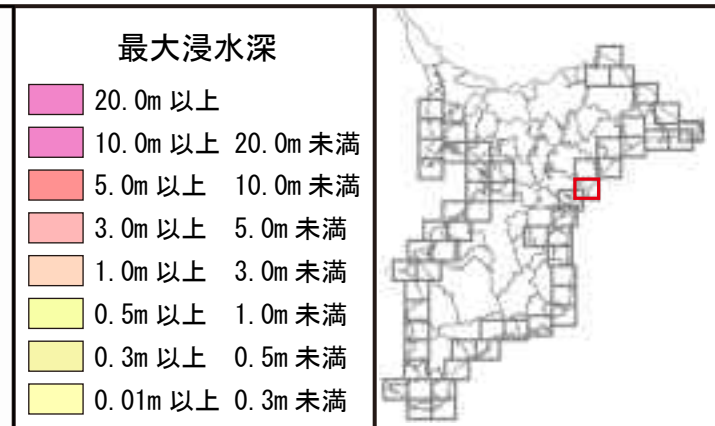 最大浸水深
20.0m 以上
10.0m 以上 20.0m 未満
5.0m 以上 10.0m 未満
3.0m 以上 5.0m 未満
1.0m 以上 3.0m 未満
0.5m 以上 1.0m 未満
0.3m 以上 0.5m 未満
0.01m 以上 0.3m 未満